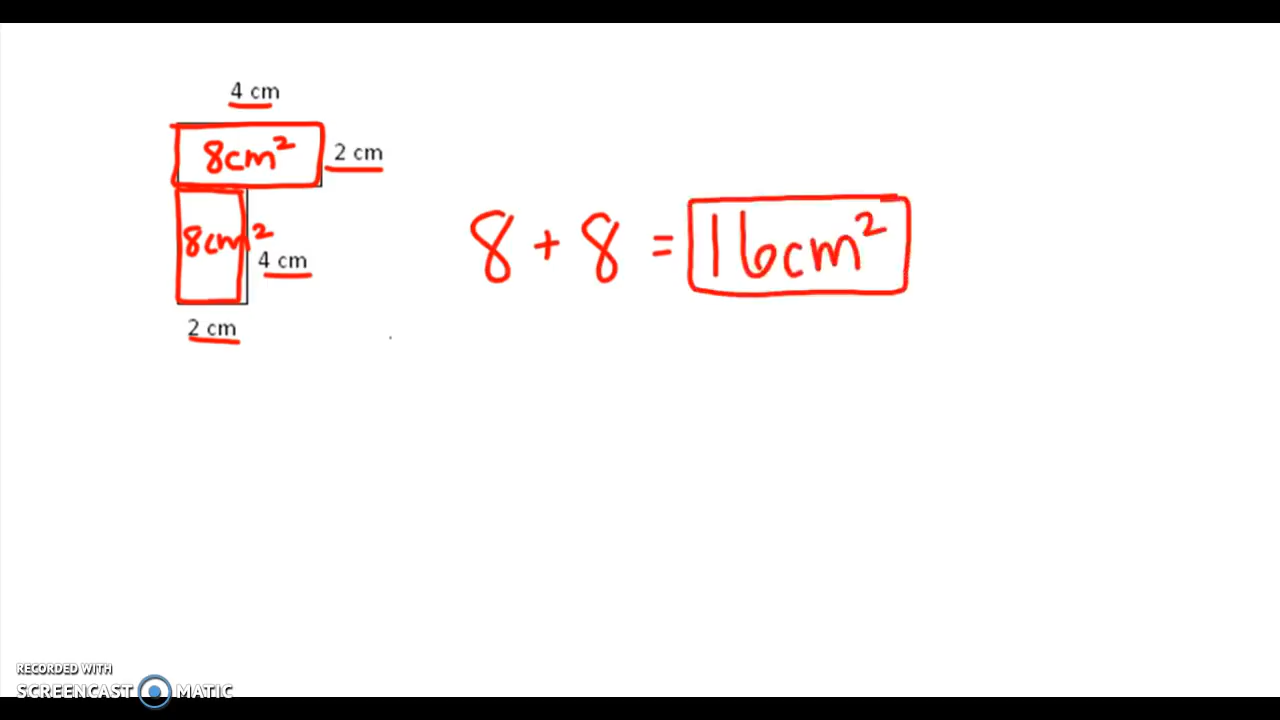 4 cm
8cm²
2 cm
8cm²
4 cm
2 cm
8 + 8 = 16cm²
RECORDED WITH
SCREENCAST MATIC